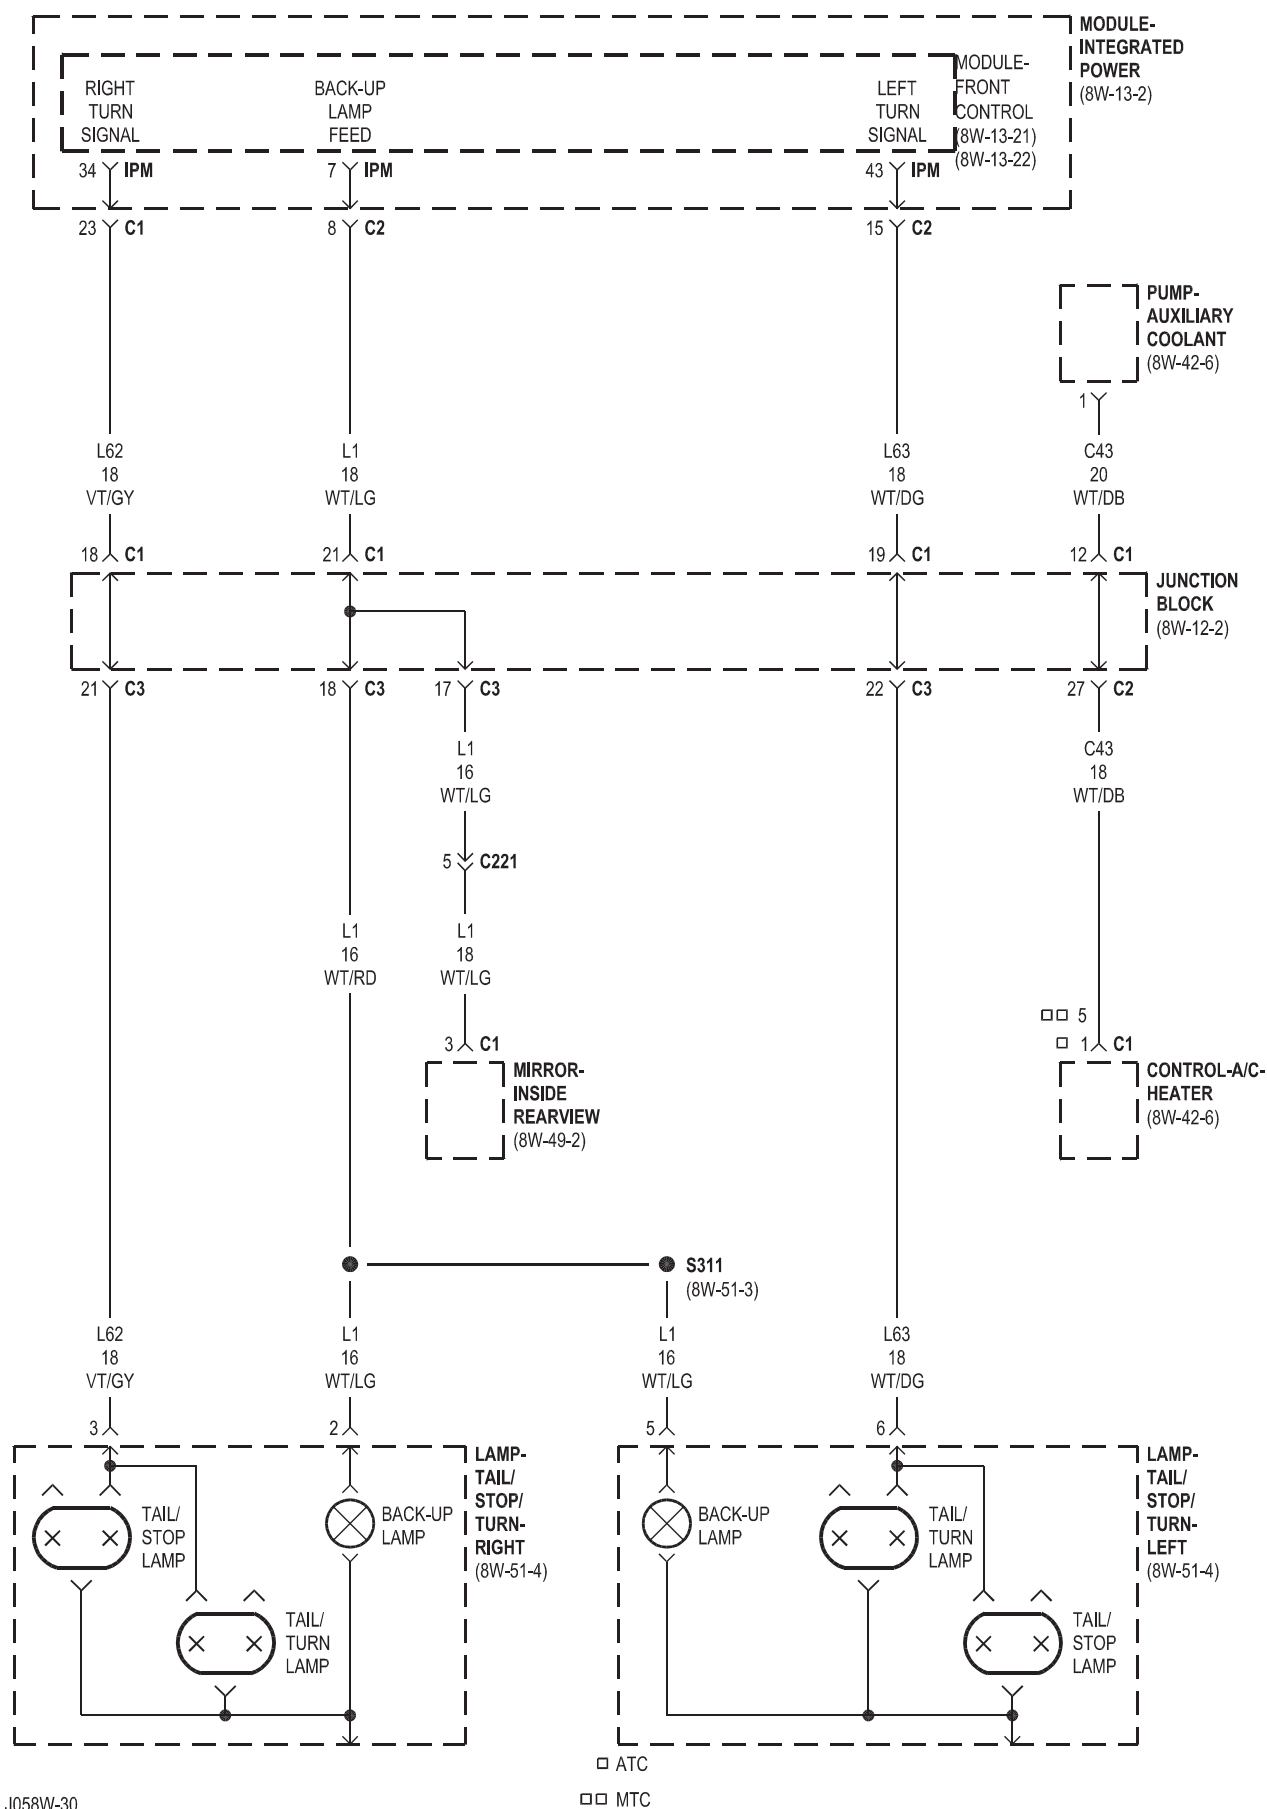 MODULE-
INTEGRATED
POWER
(8W-13-2)
MODULE-
FRONT
CONTROL
(8W-13-21)
(8W-13-22)
RIGHT
TURN
SIGNAL
BACK-UP
LAMP
FEED
LEFT
TURN
SIGNAL
34 IPM
7 IPM
43 IPM
23 C1
8 C2
15 C2
PUMP-
AUXILIARY
COOLANT
(8W-42-6)
1
L62
18
VT/GY
L1
18
WT/LG
L63
18
WT/DG
C43
20
WT/DB
18 C1
21 C1
19 C1
12 C1
JUNCTION
BLOCK
(8W-12-2)
21 C3
18 C3
17 C3
22 C3
27 C2
L1
16
WT/LG
C43
18
WT/DB
5 C221
L1
16
WT/RD
L1
18
WT/LG
5
3 C1
1 C1
MIRROR-
INSIDE
REARVIEW
(8W-49-2)
CONTROL-A/C-
HEATER
(8W-42-6)
S311
(8W-51-3)
L62
18
VT/GY
L1
16
WT/LG
L1
16
WT/LG
L63
18
WT/DG
3
2
5
6
LAMP-
TAIL/
STOP/
TURN-
RIGHT
(8W-51-4)
LAMP-
TAIL/
STOP/
TURN-
LEFT
(8W-51-4)
TAIL/
STOP
LAMP
BACK-UP
LAMP
BACK-UP
LAMP
TAIL/
TURN
LAMP
TAIL/
TURN
LAMP
TAIL/
STOP
LAMP
ATC
MTC
J058W-30